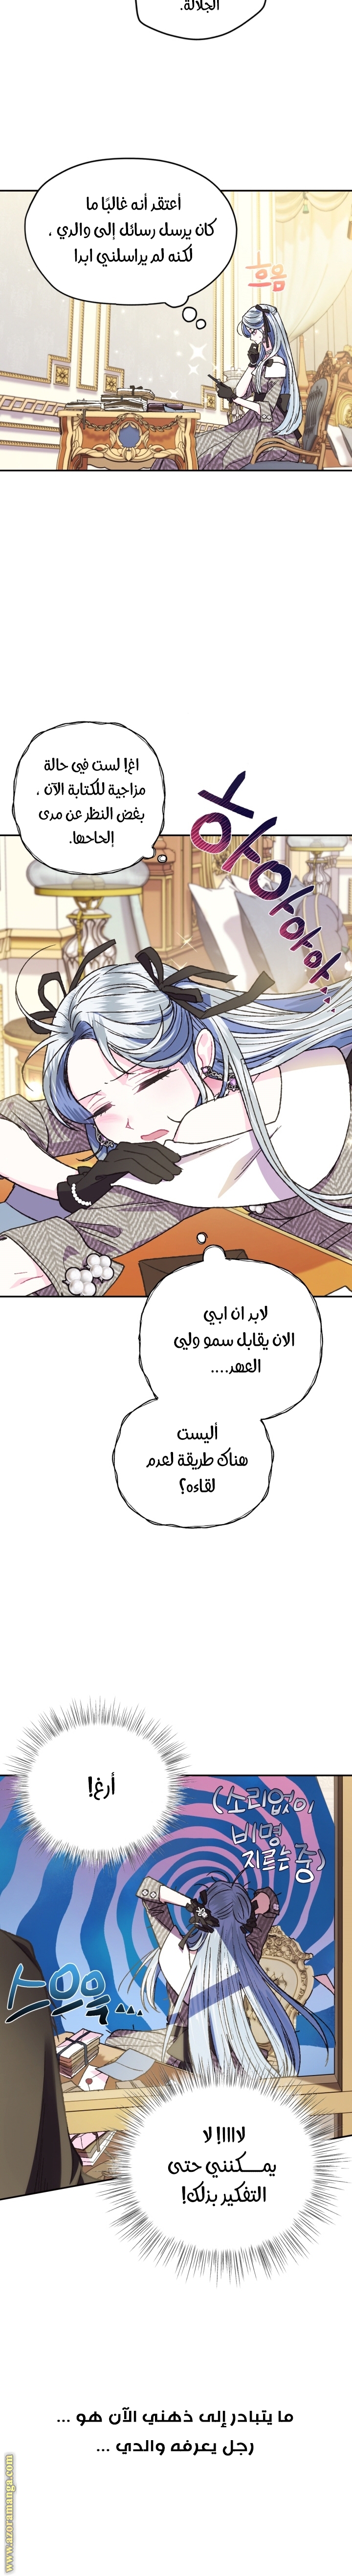 الجلالة.
أعتقد أنه غالبًا ما
كان يرسل رسائل إلى والدي ،
لكنه لم يراسلني ابدا
흐음
اغ! لست في حالة
مزاجية للكتابة الآن ،
بغض النظر عن مدى
إلحاحها.
아아아아아...
لابد ان ابي
الان يقابل سمو ولي
العهد....
أليست
هناك طريقة لعدم
لقاءه؟
أرغ!
(소리없이
비명
지르는중)
스으윽...
لاااا! لا
يمـــكنني حتى
التفكير بذلك!
ما يتبادر إلى ذهني الآن هو ...
رجل يعرفه والدي ...
www.azoramanga.com